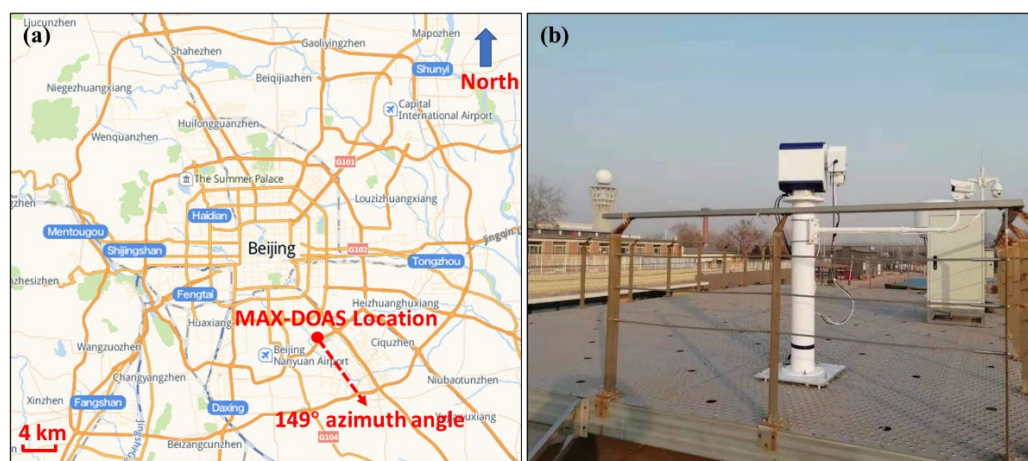 (a)
Liucunzhen
Mapozhen
Gaoliyingzhen
Shahezhen
North
Shunyi
Beiqijiazhen
Niegezhuangxiang
Capital
International Airport
Wenquanzhen
Huilongguanzhen
G101
The Summer Palace
Louzizhuangxiang
Haidian
Mentougou
Shijingshan
Beijing
G102
Jingqin
Tongzhou
Fengtai
Heizhuanghuxiang
MAX-DOAS Location
Huaxiang
Wangzuozhen
Beijing
Nanyuan Airport
Ciquzhen
Changyangzhen
Niubaotunzhen
Xinzhen
Fangshan
Daxing
149° azimuth angle
4 km
G104
Beizangcunzhen
(b)